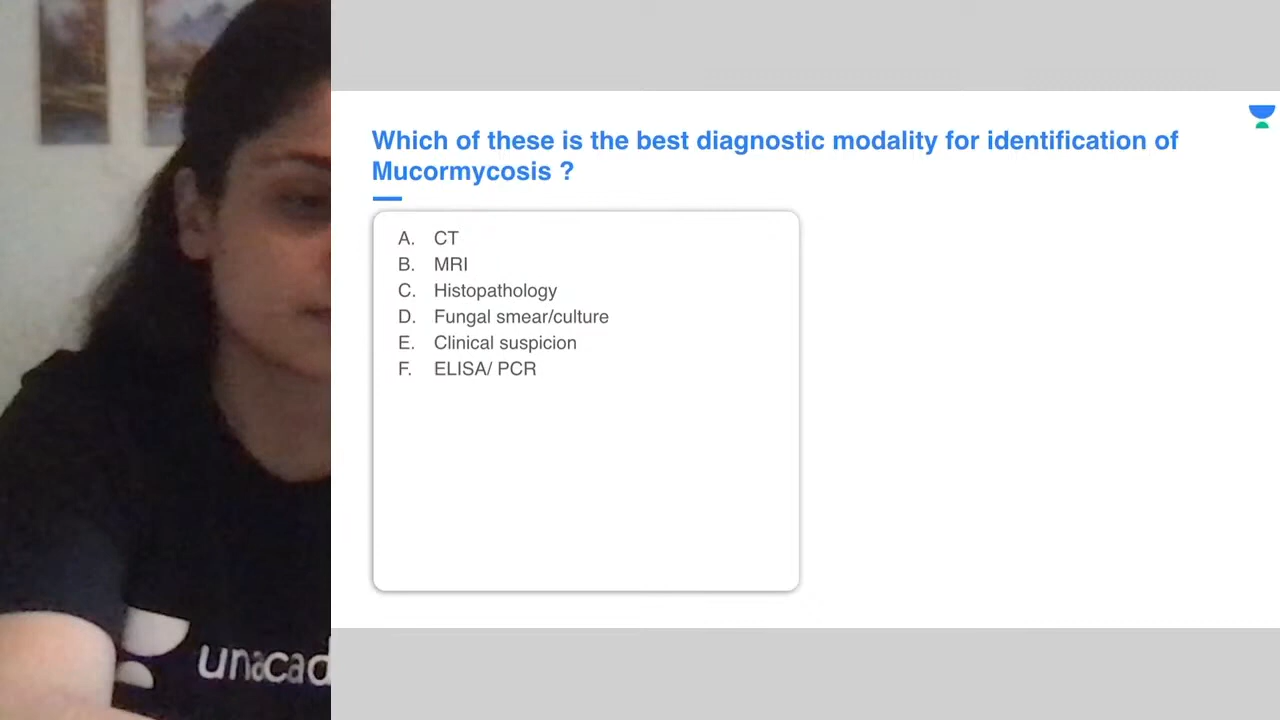 Which of these is the best diagnostic modality for identification of
Mucormycosis ?
A. CT
B. MRI
C. Histopathology
D. Fungal smear/culture
E. Clinical suspicion
F. ELISA/ PCR
unacad